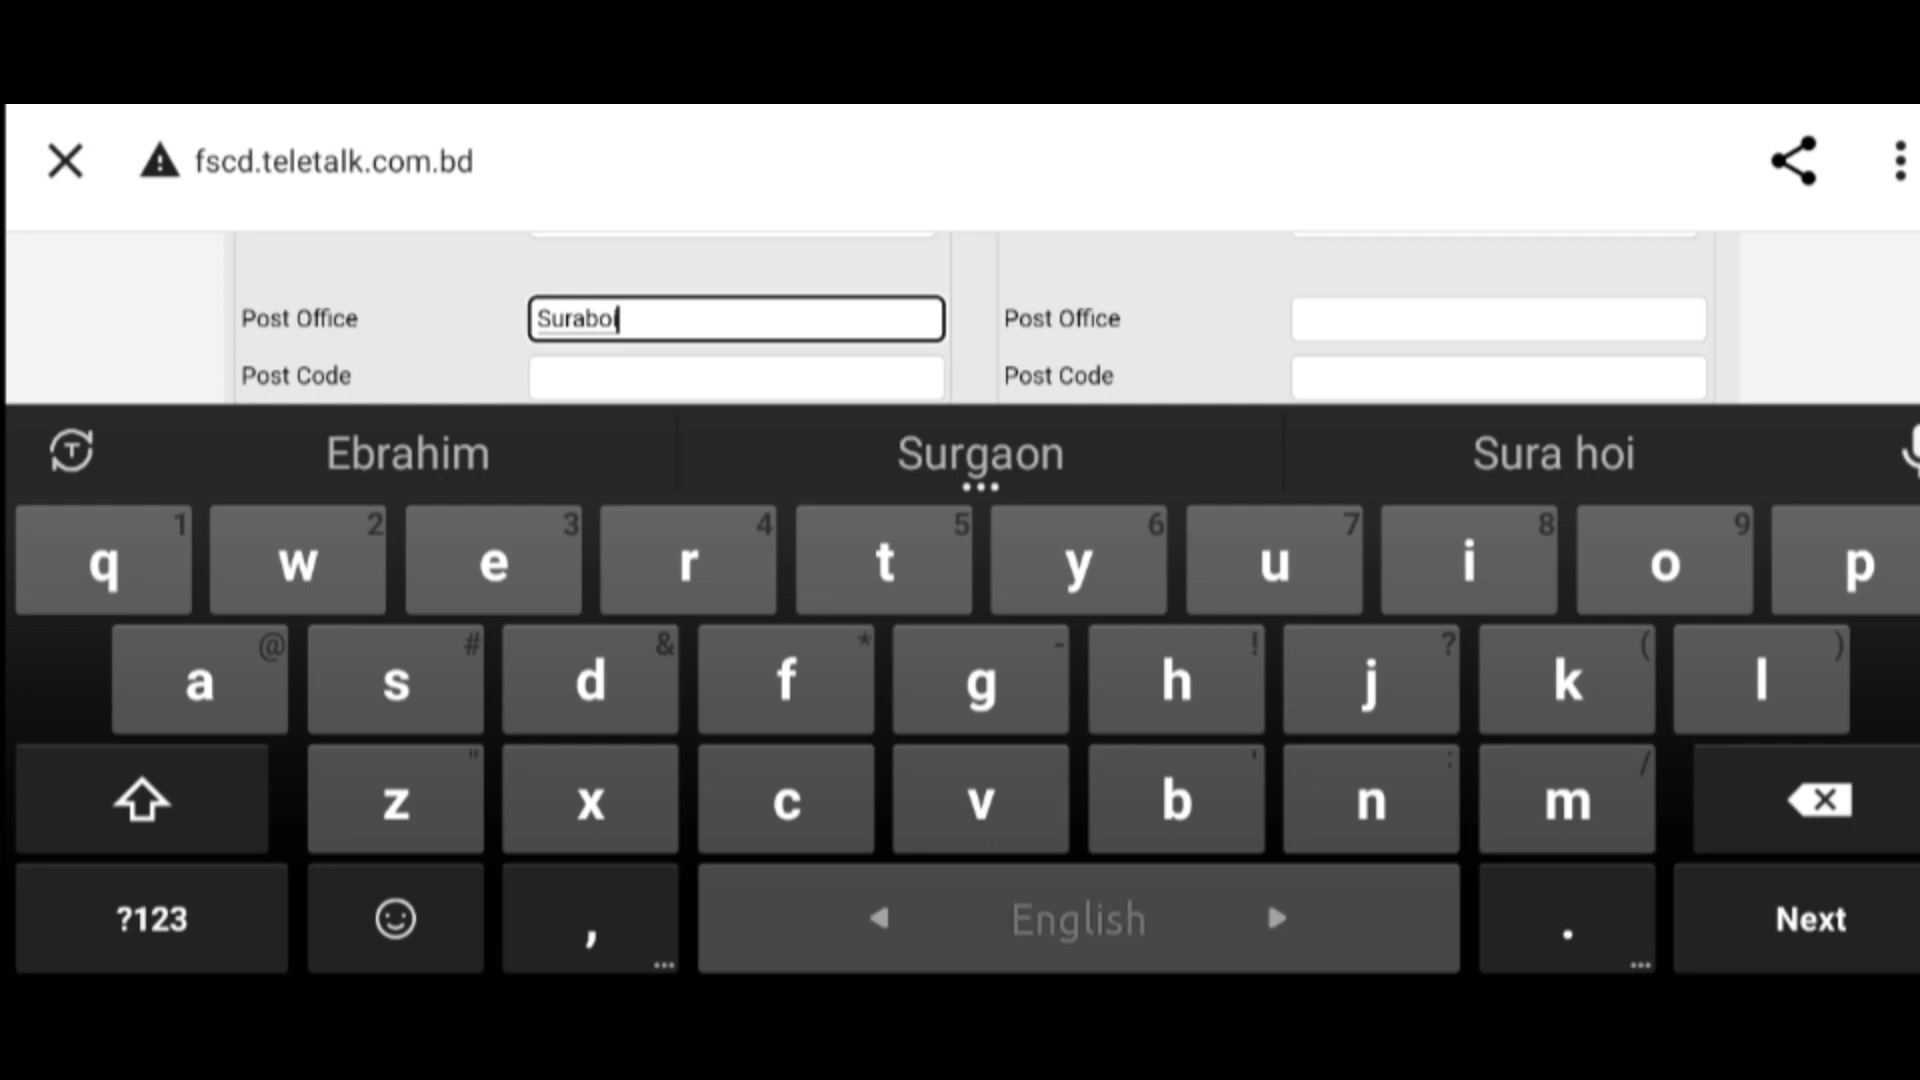 fscd.teletalk.com.bd
Post Office Suraboi Post Office
Post Code Post Code
Ebrahim Surgaon Sura hoi
1 2 3 4 5 6 7 8 9
q w e r t y u i o p
@ # & * - ! ? ( )
a s d f g h j k l
" ' : /
z x c v b n m
?123 , English . Next